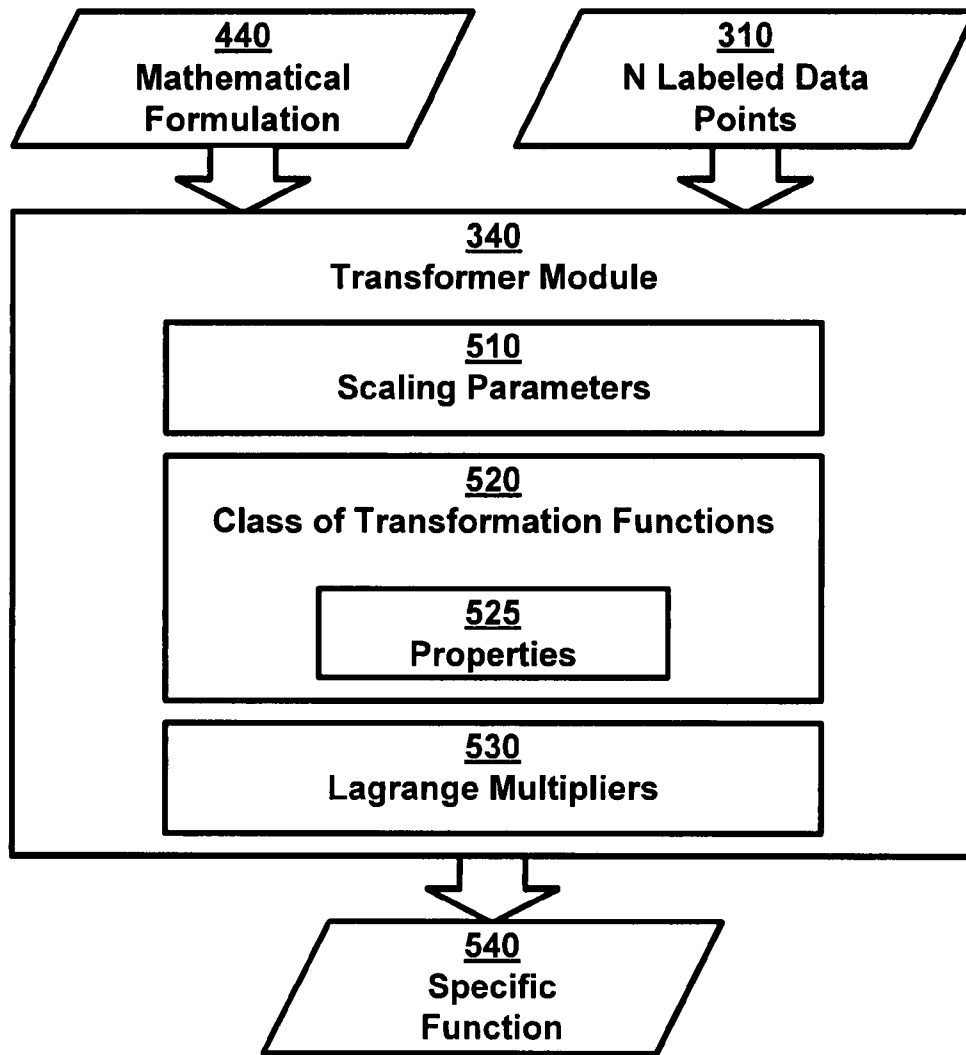 440
Mathematical
Formulation
310
N Labeled Data
Points
340
Transformer Module
510
Scaling Parameters
520
Class of Transformation Functions
525
Properties
530
Lagrange Multipliers
540
Specific
Function